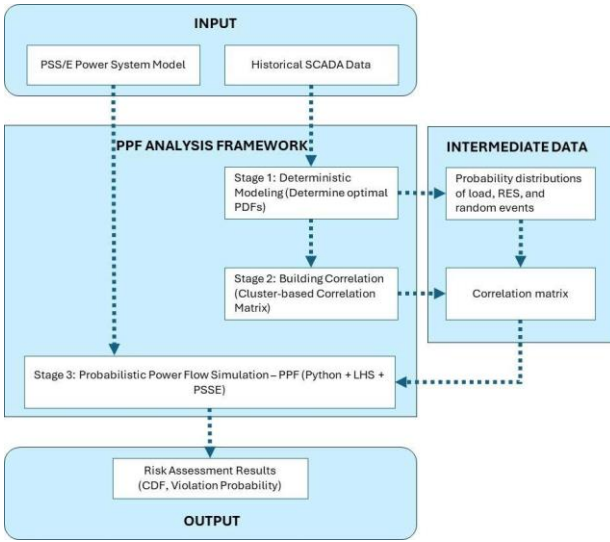 INPUT
PSS/E Power System Model
Historical SCADA Data
PPF ANALYSIS FRAMEWORK
INTERMEDIATE DATA
Stage 1: Deterministic
Modeling (Determine optimal
PDFs)
Probability distributions
of load, RES, and
random events
Stage 2: Building Correlation
(Cluster-based Correlation
Matrix)
Correlation matrix
Stage 3: Probabilistic Power Flow Simulation – PPF (Python + LHS +
PSSE)
Risk Assessment Results
(CDF, Violation Probability)
OUTPUT